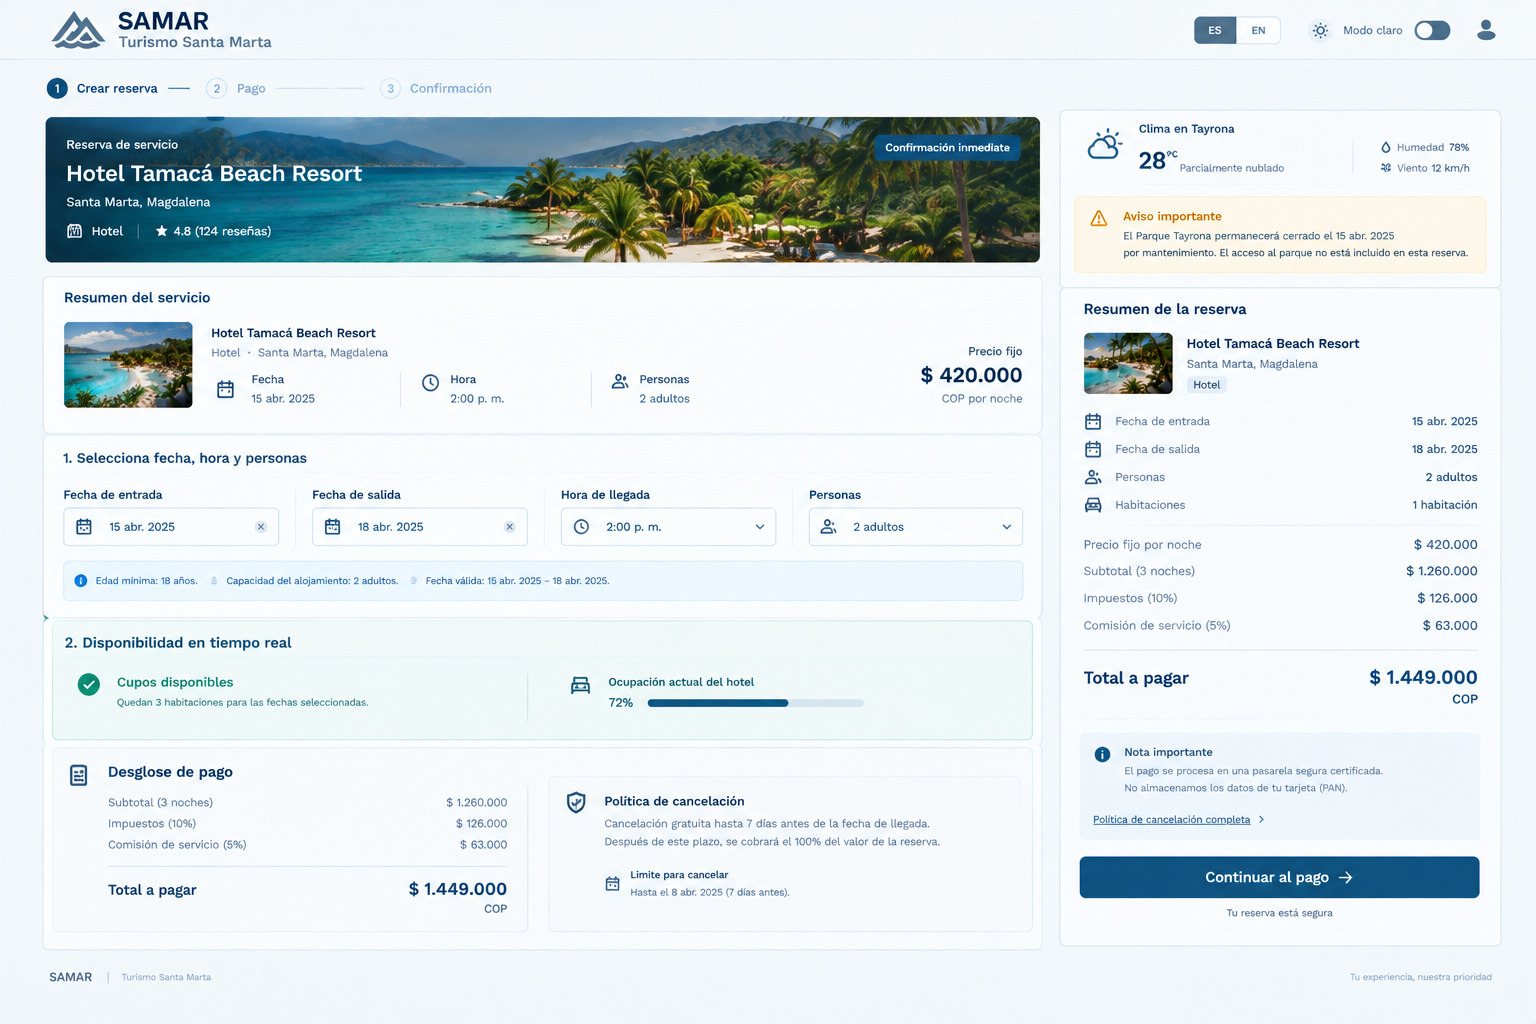 SAMAR
Turismo Santa Marta
ES
EN
Modo claro
1 Crear reserva
2 Pago
3 Confirmación
Reserva de servicio
Confirmación inmediate
Hotel Tamacá Beach Resort
Santa Marta, Magdalena
Hotel | ★ 4.8 (124 reseñas)
Clima en Tayrona
28°C Parcialmente nublado
Humedad 78%
Viento 12 km/h
Aviso importante
El Parque Tayrona permanecerá cerrado el 15 abr. 2025
por mantenimiento. El acceso al parque no está incluido en esta reserva.
Resumen del servicio
Hotel Tamacá Beach Resort
Hotel · Santa Marta, Magdalena
Fecha
15 abr. 2025
Hora
2:00 p. m.
Personas
2 adultos
Precio fijo
$ 420.000
COP por noche
1. Selecciona fecha, hora y personas
Fecha de entrada
15 abr. 2025
Fecha de salida
18 abr. 2025
Hora de llegada
2:00 p. m.
Personas
2 adultos
Edad mínima: 18 años. Capacidad del alojamiento: 2 adultos. Fecha válida: 15 abr. 2025 – 18 abr. 2025.
2. Disponibilidad en tiempo real
Cupos disponibles
Quedan 3 habitaciones para las fechas seleccionadas.
Ocupación actual del hotel
72%
Desglose de pago
Subtotal (3 noches) $ 1.260.000
Impuestos (10%) $ 126.000
Comisión de servicio (5%) $ 63.000
Total a pagar $ 1.449.000
COP
Política de cancelación
Cancelación gratuita hasta 7 días antes de la fecha de llegada.
Después de este plazo, se cobrará el 100% del valor de la reserva.
Limite para cancelar
Hasta el 8 abr. 2025 (7 días antes).
Resumen de la reserva
Hotel Tamacá Beach Resort
Santa Marta, Magdalena
Hotel
Fecha de entrada 15 abr. 2025
Fecha de salida 18 abr. 2025
Personas 2 adultos
Habitaciones 1 habitación
Precio fijo por noche $ 420.000
Subtotal (3 noches) $ 1.260.000
Impuestos (10%) $ 126.000
Comisión de servicio (5%) $ 63.000
Total a pagar $ 1.449.000
COP
Nota importante
El pago se procesa en una pasarela segura certificada.
No almacenamos los datos de tu tarjeta (PAN).
Política de cancelación completa
Continuar al pago →
Tu reserva está segura
SAMAR | Turismo Santa Marta
Tu experiencia, nuestra prioridad